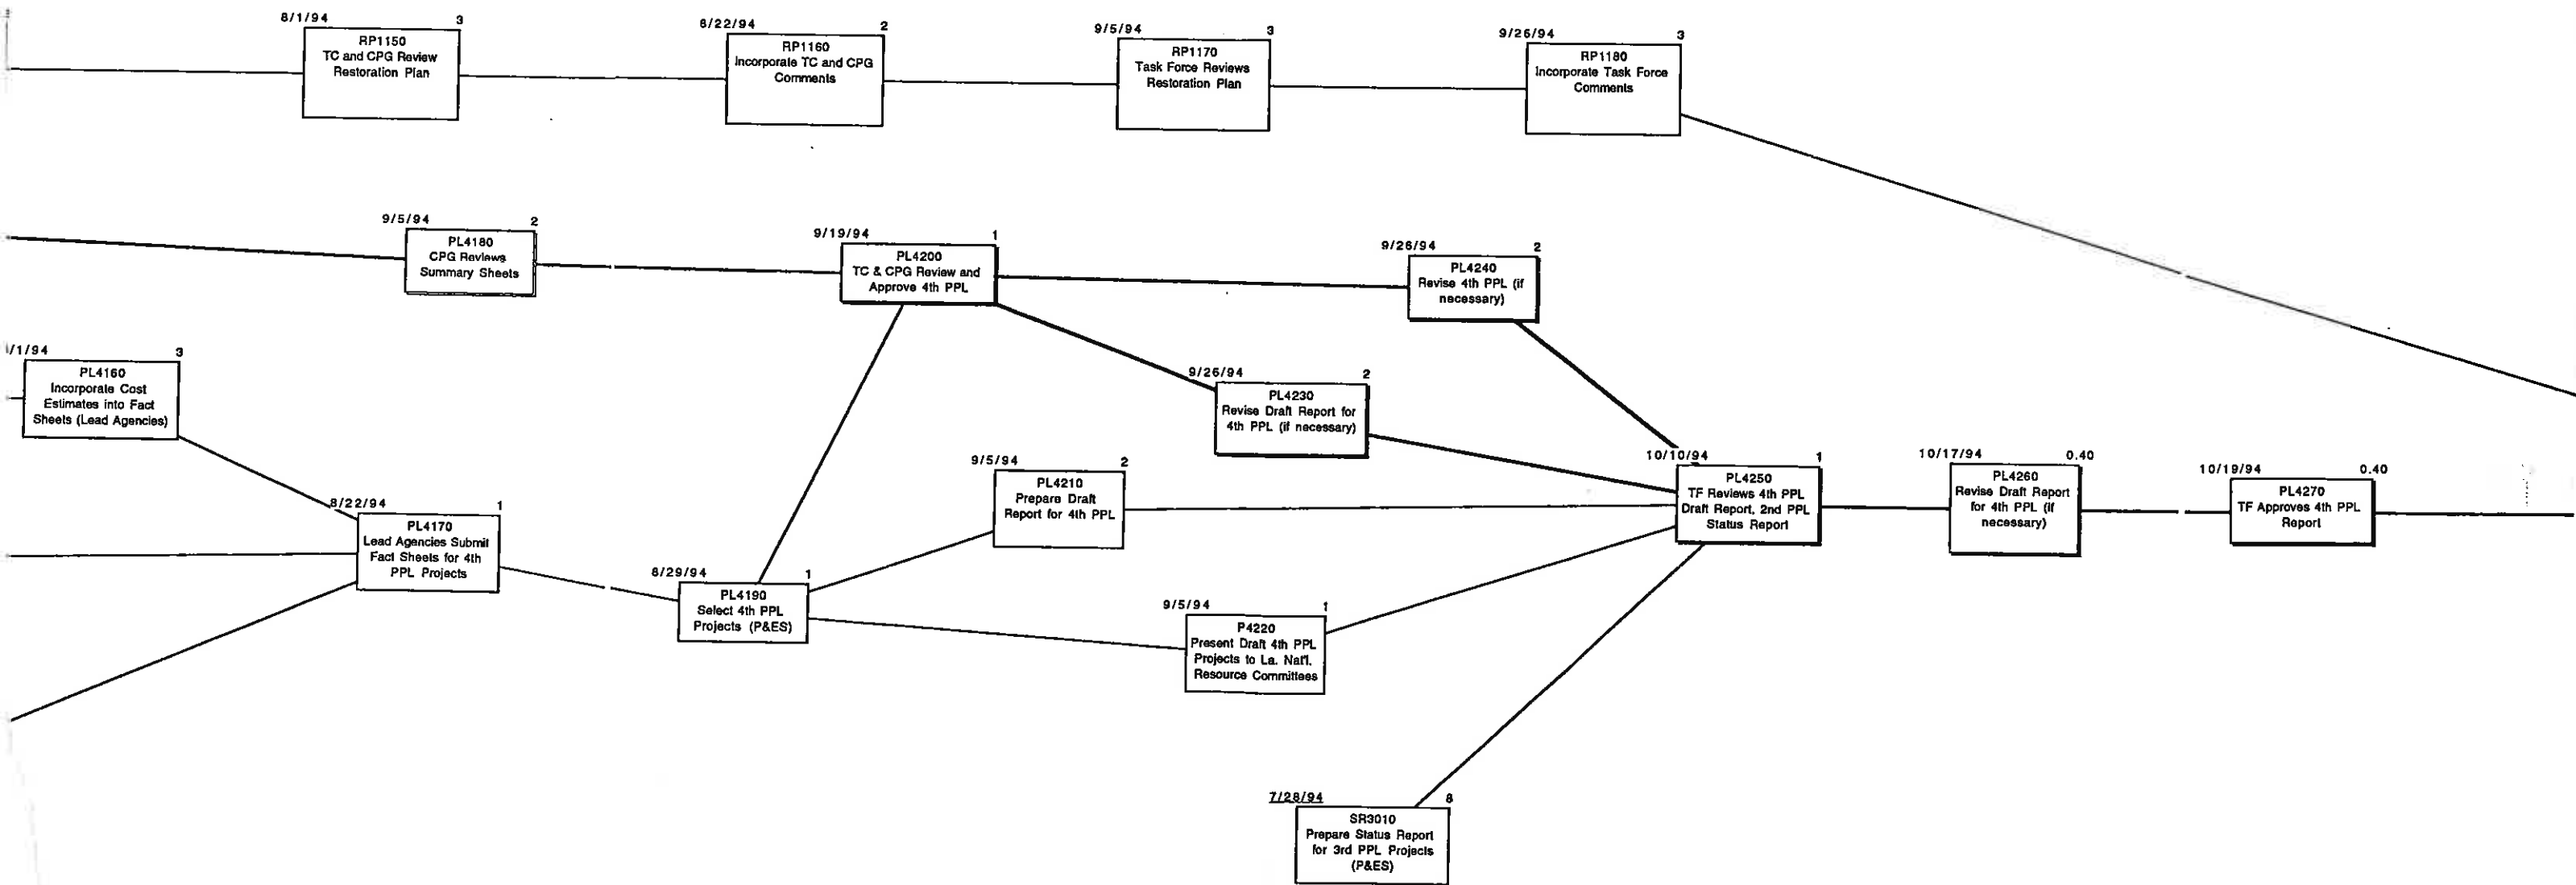 8/1/94 3
RP1150
TC and CPG Review
Restoration Plan
8/22/94 2
RP1160
Incorporate TC and CPG
Comments
9/5/94 3
RP1170
Task Force Reviews
Restoration Plan
9/26/94 3
RP1180
Incorporate Task Force
Comments
9/5/94 2
PL4180
CPG Reviews
Summary Sheets
9/19/94 1
PL4200
TC & CPG Review and
Approve 4th PPL
9/26/94 2
PL4240
Revise 4th PPL (if
necessary)
/1/94 3
PL4160
Incorporate Cost
Estimates into Fact
Sheets (Lead Agencies)
9/26/94 2
PL4230
Revise Draft Report for
4th PPL (if necessary)
8/22/94 1
PL4170
Lead Agencies Submit
Fact Sheets for 4th
PPL Projects
9/5/94 2
PL4210
Prepare Draft
Report for 4th PPL
10/10/94 1
PL4250
TF Reviews 4th PPL
Draft Report, 2nd PPL
Status Report
10/17/94 0.40
PL4260
Revise Draft Report
for 4th PPL (if
necessary)
10/19/94 0.40
PL4270
TF Approves 4th PPL
Report
8/29/94 1
PL4190
Select 4th PPL
Projects (P&ES)
9/5/94 1
P4220
Present Draft 4th PPL
Projects to La. Nat'l.
Resource Committees
7/28/94 8
SR3010
Prepare Status Report
for 3rd PPL Projects
(P&ES)